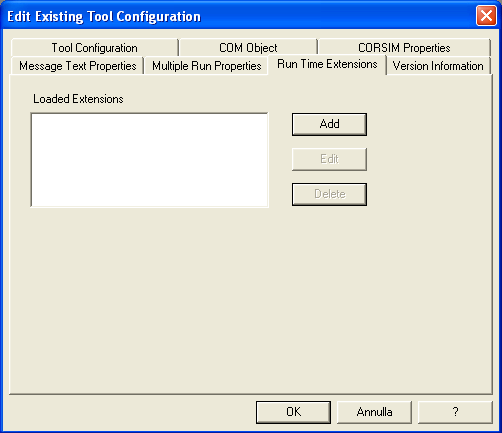 Edit Existing Tool Configuration
Tool Configuration COM Object CORSIM Properties
Message Text Properties Multiple Run Properties Run Time Extensions Version Information
Loaded Extensions
Add
Edit
Delete
OK Annulla ?